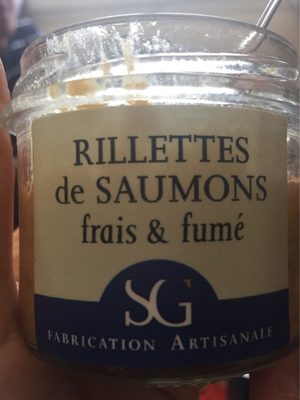 RILLETTES
de SAUMONS
frais & fumé
SG
FABRICATION ARTISANALE